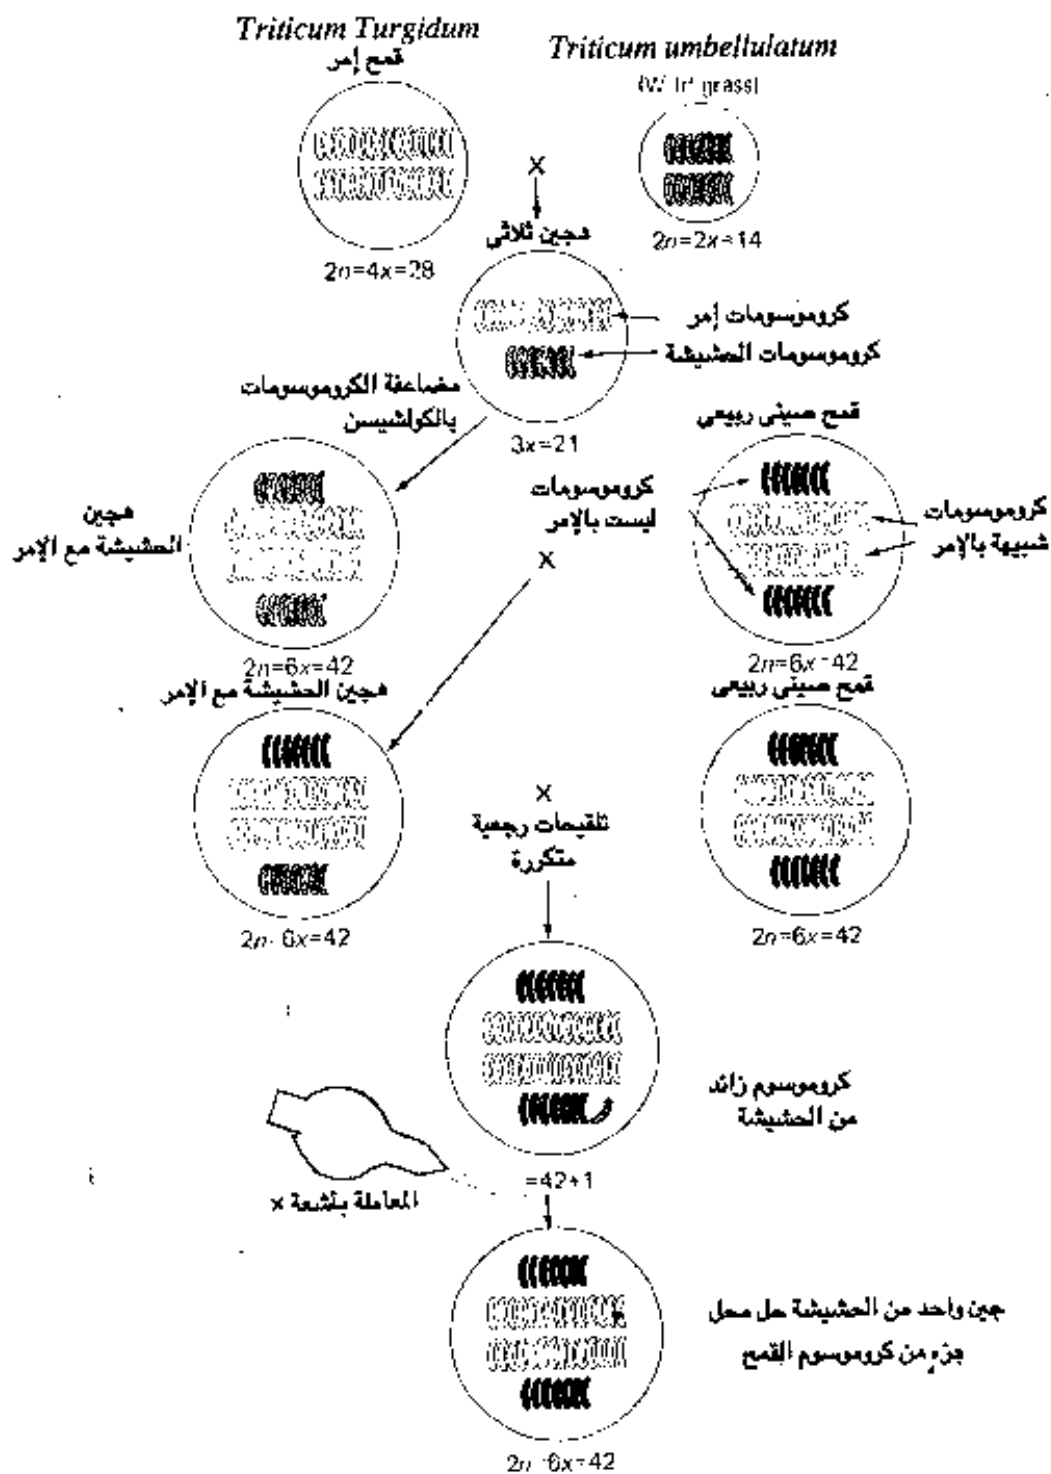 Triticum Turgidum
قمح إمر
Triticum umbellulatum
grass)
2n=4x=28
X
2n=2x=14
هجين ثلاثي
كروموسومات إمر
كروموسومات الحشيشة
3x=21
مضاعفة الكروموسومات
بالكولشيسن
قمح صيني ربيعي
هجين
الحشيشة مع الإمر
كروموسومات
ليست بالإمر
كروموسومات
شبيهة بالإمر
X
2n=6x=42
2n=6x=42
هجين الحشيشة مع الإمر
قمح صيني ربيعي
X
تلقيحات رجعية
متكررة
2n 6x=42
2n=6x=42
كروموسوم زائد
من الحشيشة
=42+1
المعاملة بأشعة x
جين واحد من الحشيشة حل محل
جزء من كروموسوم القمح
2n 6x=42